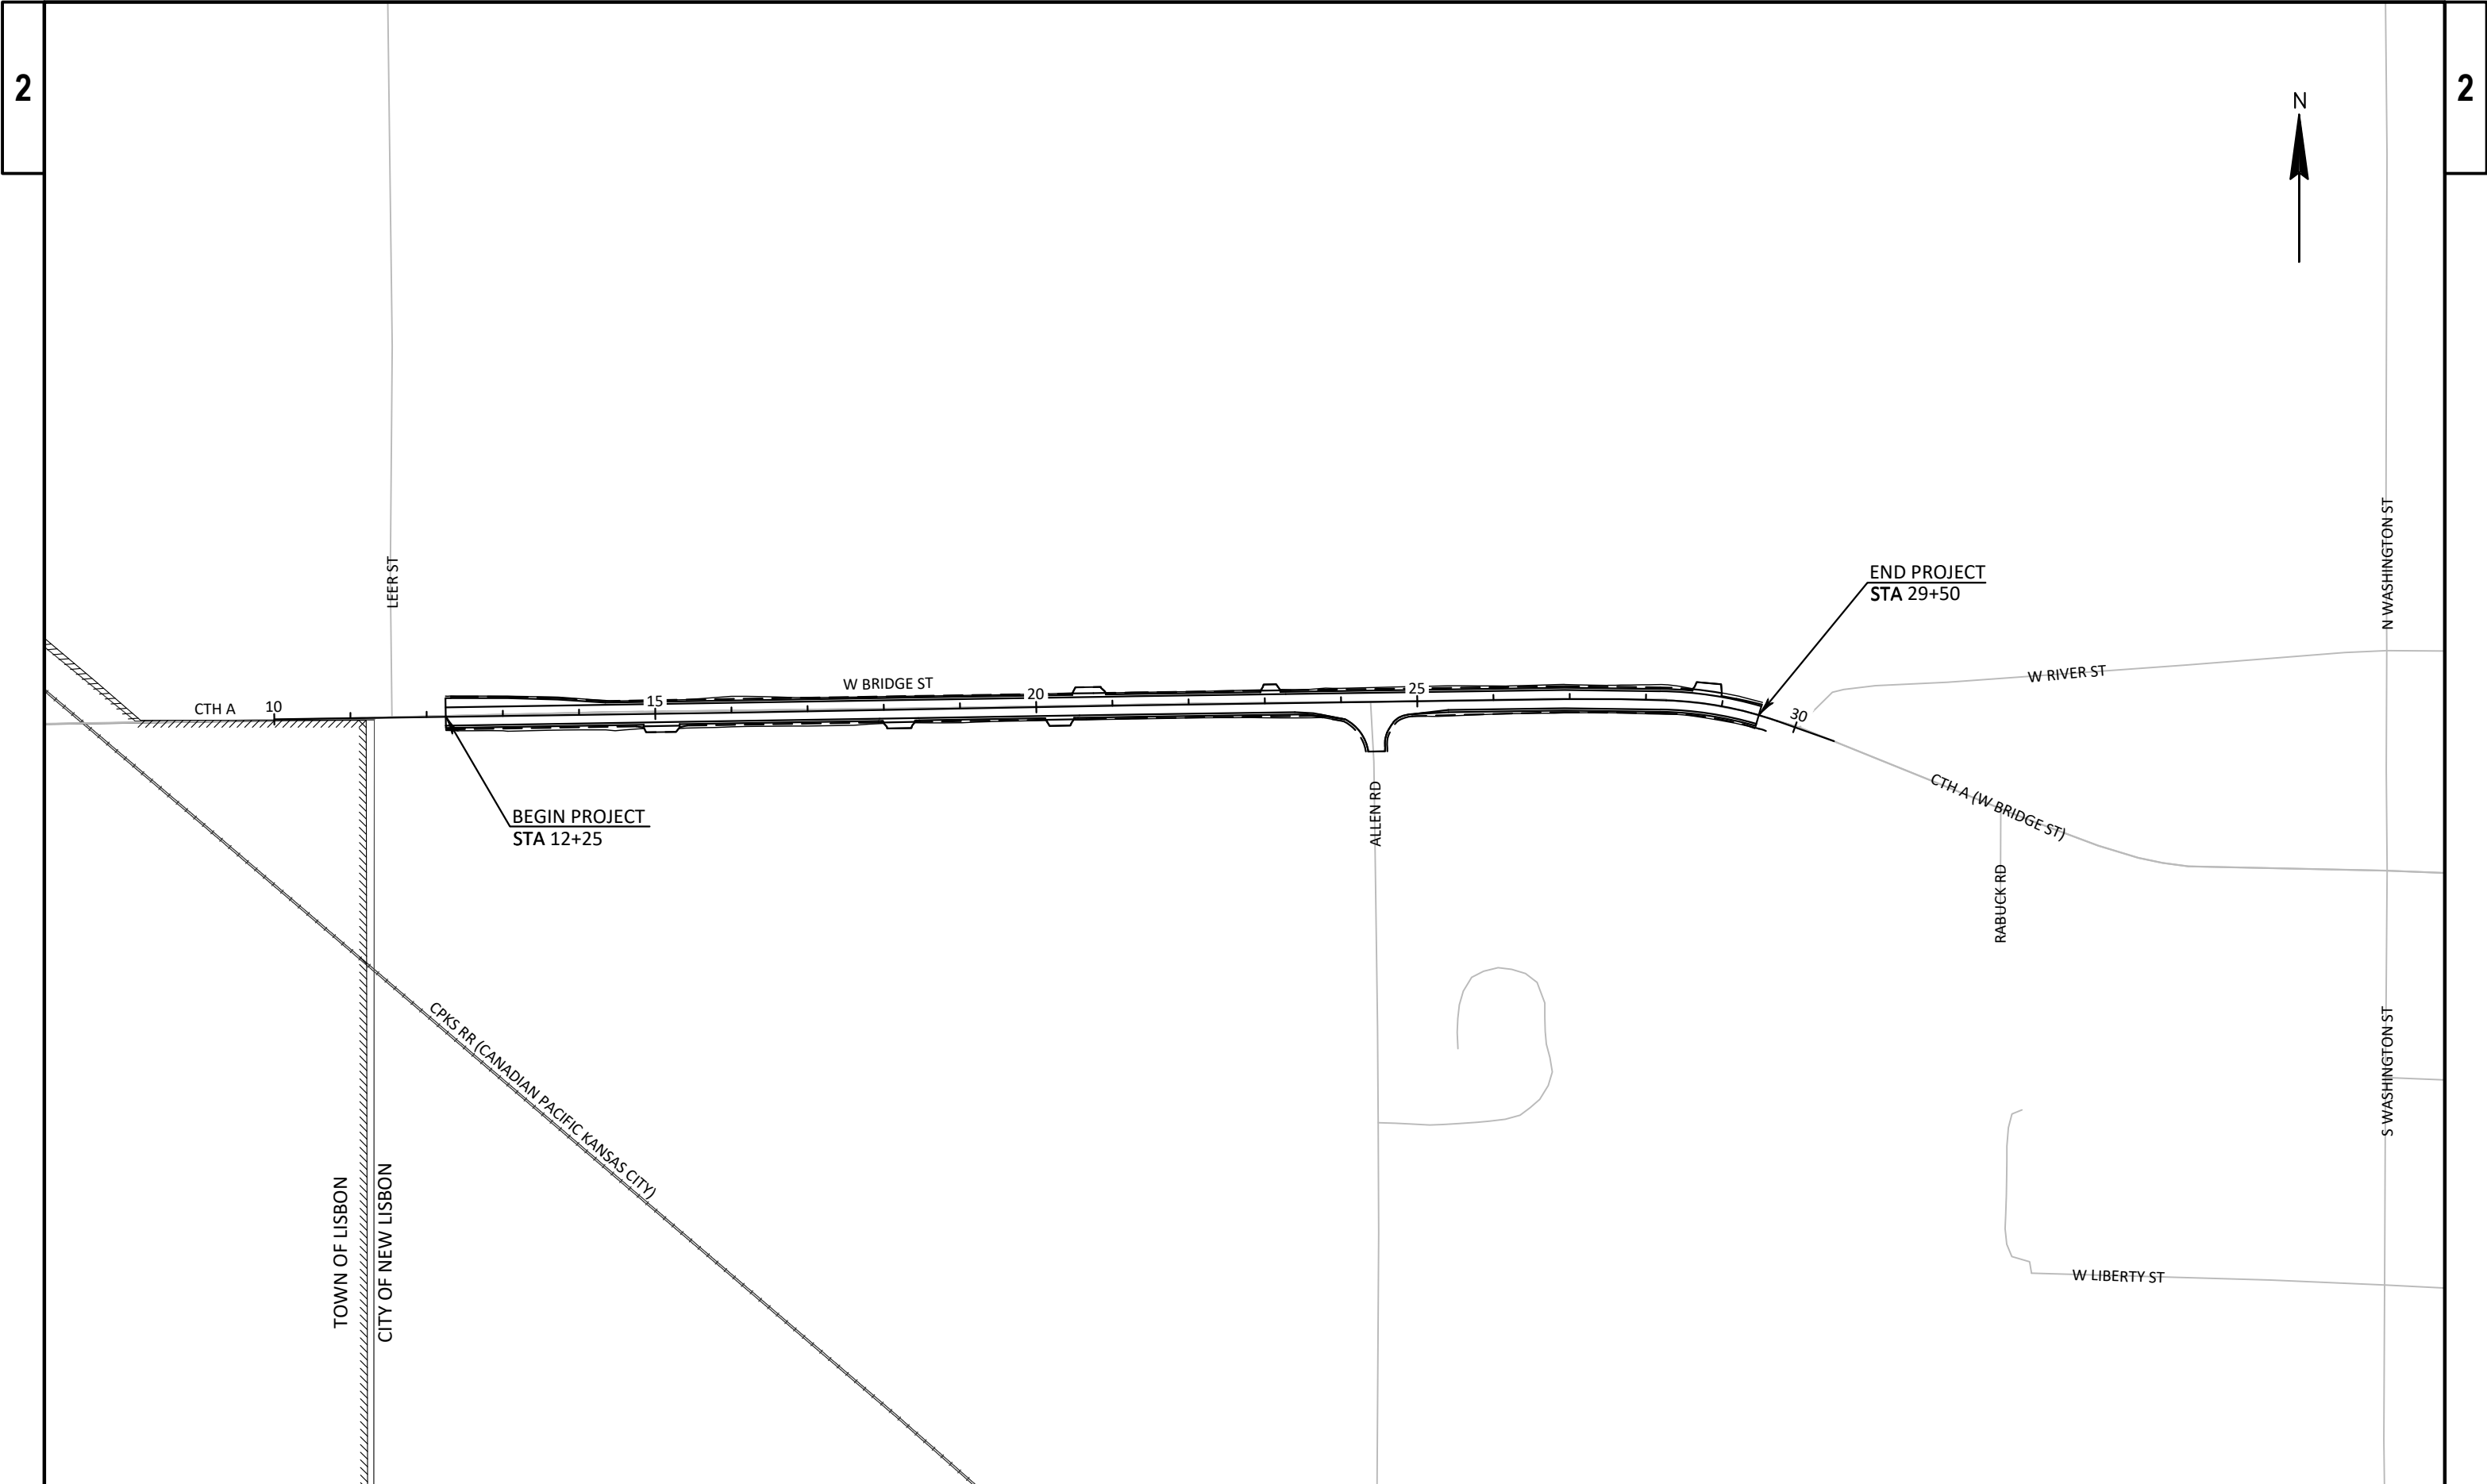 2
2
N
LEER ST
N WASHINGTON ST
END PROJECT
STA 29+50
W RIVER ST
W BRIDGE ST
CTH A
10
15
20
25
30
CTH A (W BRIDGE ST)
BEGIN PROJECT
STA 12+25
ALLEN RD
RABUCK RD
CPKS RR (CANADIAN PACIFIC KANSAS CITY)
S WASHINGTON ST
TOWN OF LISBON
CITY OF NEW LISBON
W LIBERTY ST